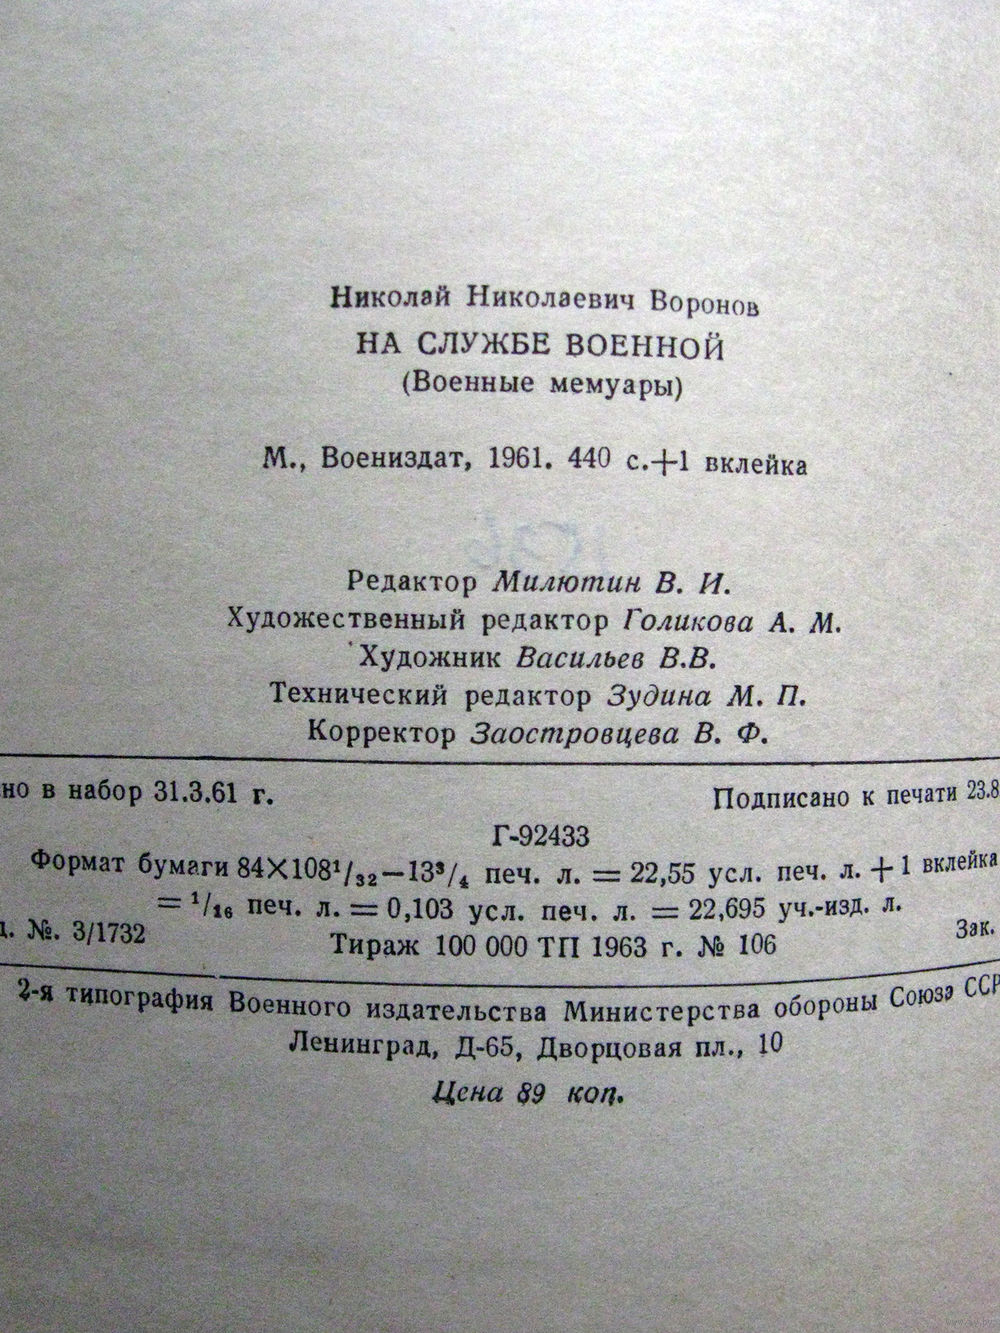 Николай Николаевич Воронов
НА СЛУЖБЕ ВОЕННОЙ
(Военные мемуары)
М., Воениздат, 1961. 440 с.+1 вклейка
Редактор Милютин В. И.
Художественный редактор Голикова А. М.
Художник Васильев В.В.
Технический редактор Зудина М. П.
Корректор Заостровцева В. Ф.
но в набор 31.3.61 г.
Подписано к печати 23.8
Г-92433
Формат бумаги 84×108¹/₃₂—13³/₄ печ. л. = 22,55 усл. печ. л. + 1 вклейка
= ¹/₁₆ печ. л. = 0,103 усл. печ. л. = 22,695 уч.-изд. л.
д. №. 3/1732
Тираж 100 000 ТП 1963 г. № 106
Зак.
2-я типография Военного издательства Министерства обороны Союза ССР
Ленинград, Д-65, Дворцовая пл., 10
Цена 89 коп.